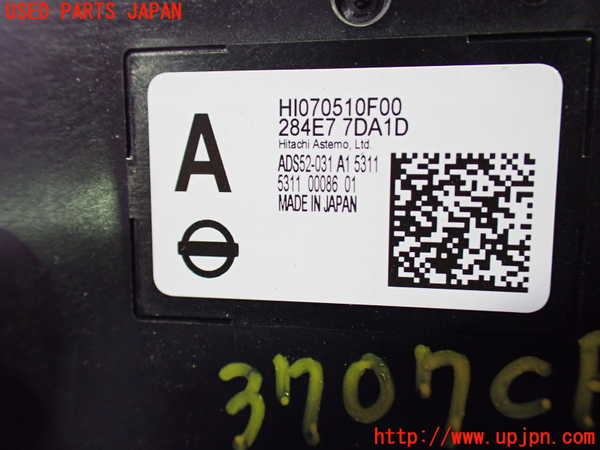 USED PARTS JAPAN
A
HI070510F00
284E7 7DA1D
Hitachi Astemo, Ltd.
ADS52-031 A1 5311
5311 00086 01
MADE IN JAPAN
3707C
http://www.upjpn.com/